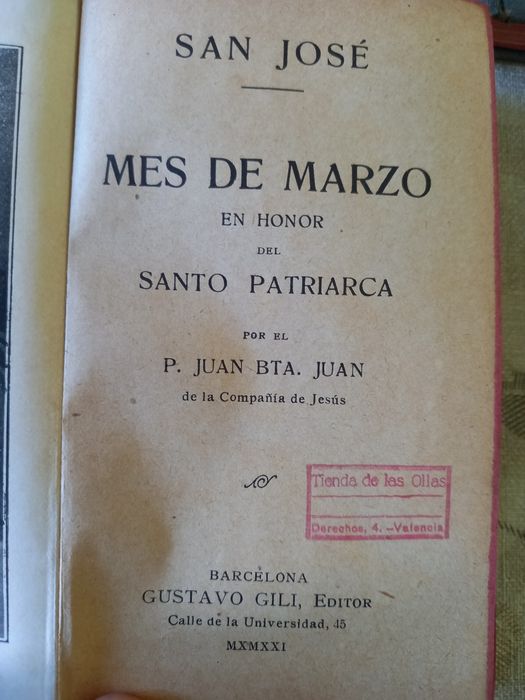 SAN JOSÉ
MES DE MARZO
EN HONOR
DEL
SANTO PATRIARCA
POR EL
P. JUAN BTA. JUAN
de la Compañía de Jesús
Tienda de las Ollas
Derechos, 4. -Valencia
BARCELONA
GUSTAVO GILI, EDITOR
Calle de la Universidad, 45
MXMXXI